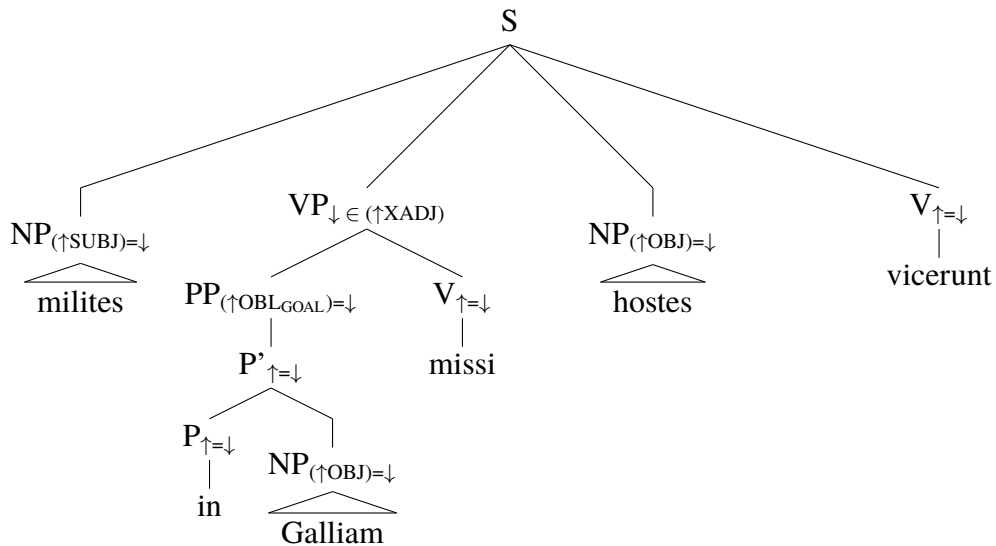 S
NP(↑SUBJ)=↓ VP↓ ∈ (↑XADJ) NP(↑OBJ)=↓ V↑=↓
milites PP(↑OBLGOAL)=↓ V↑=↓ hostes vicerunt
P’↑=↓ missi
P↑=↓ NP(↑OBJ)=↓
in Galliam